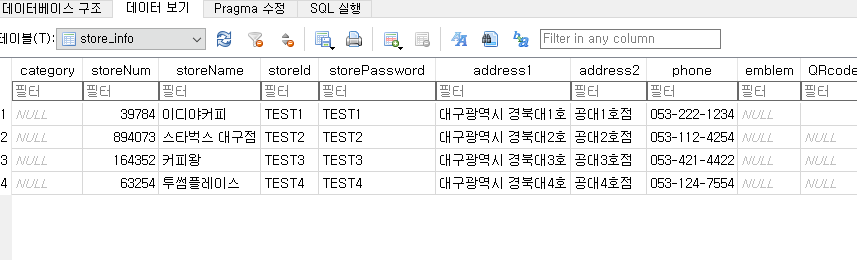 데이터베이스 구조 데이터 보기 Pragma 수정 SQL 실행
테이블(T): store_info Filter in any column
category storeNum storeName storeId storePassword address1 address2 phone emblem QRcode
필터 필터 필터 필터 필터 필터 필터 필터 필터 필터
1 NULL 39784 이디야커피 TEST1 TEST1 대구광역시 경북대1호 공대1호점 053-222-1234 NULL
2 NULL 894073 스타벅스 대구점 TEST2 TEST2 대구광역시 경북대2호 공대2호점 053-112-4254 NULL NULL
3 NULL 164352 커피왕 TEST3 TEST3 대구광역시 경북대3호 공대3호점 053-421-4422 NULL NULL
4 NULL 63254 투썸플레이스 TEST4 TEST4 대구광역시 경북대4호 공대4호점 053-124-7554 NULL NULL